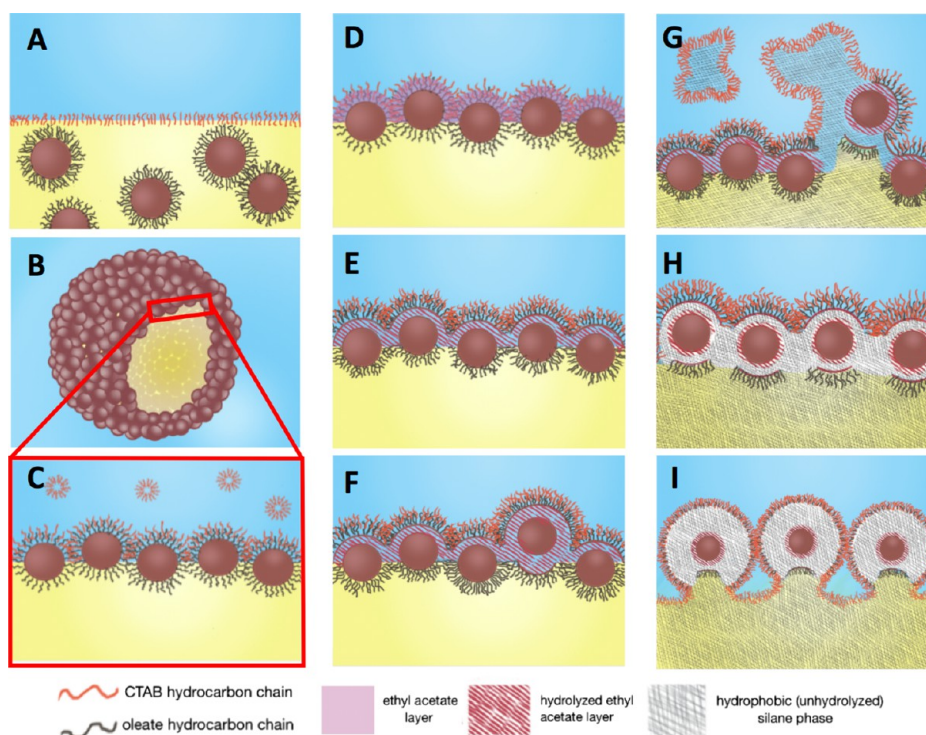 A
D
G
B
E
H
C
F
I
CTAB hydrocarbon chain
oleate hydrocarbon chain
ethyl acetate
layer
hydrolyzed ethyl
acetate layer
hydrophobic (unhydrolyzed)
silane phase